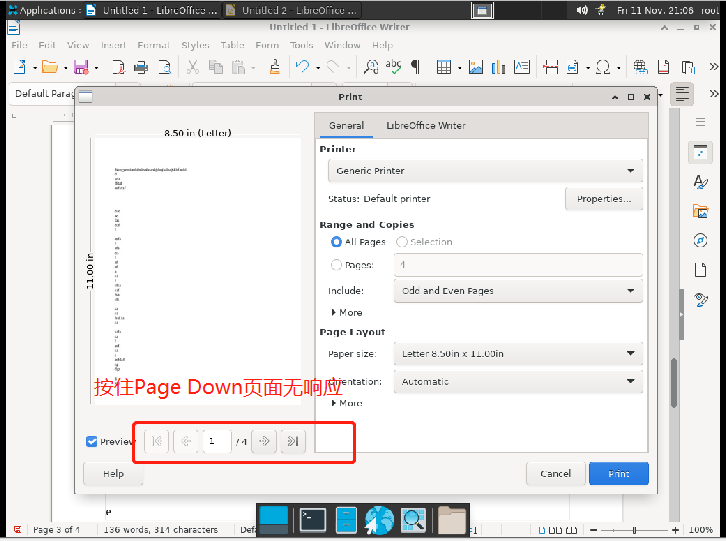 Applications
Untitled 1 - LibreOffice ...
Untitled 2 - LibreOffice ...
Fri 11 Nov, 21:06
root
Untitled 1 - LibreOffice Writer
File Edit View Insert Format Styles Table Form Tools Window Help
Default Parag
Print
8.50 in (Letter)
11.00 in
General
LibreOffice Writer
Printer
Generic Printer
Status: Default printer
Properties...
Range and Copies
All Pages
Selection
Pages:
4
Include:
Odd and Even Pages
More
Page Layout
Paper size:
Letter 8.50in x 11.00in
Orientation:
Automatic
More
按住Page Down页面无响应
Preview
1
/ 4
Help
Cancel
Print
Page 3 of 4
136 words, 314 characters
Defa
100%